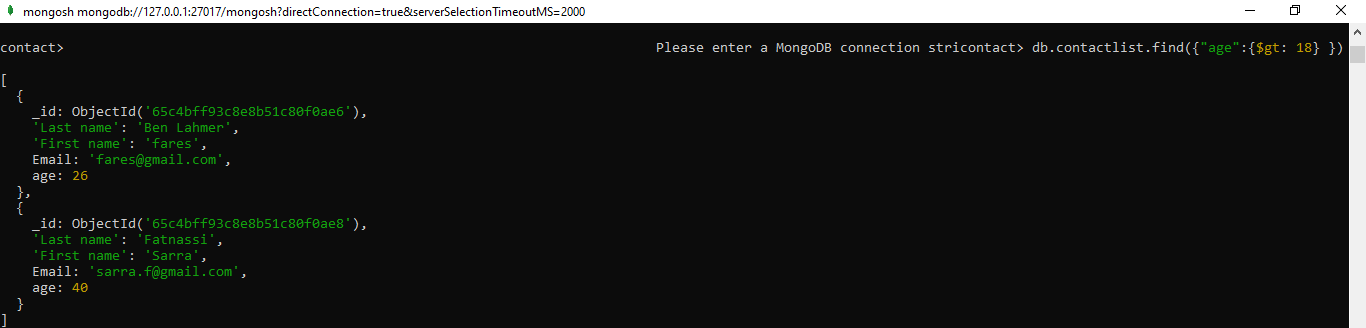 mongosh mongodb://127.0.0.1:27017/mongosh?directConnection=true&serverSelectionTimeoutMS=2000
contact> Please enter a MongoDB connection stricontact> db.contactlist.find({"age":{$gt: 18} })
[
{
_id: ObjectId('65c4bff93c8e8b51c80f0ae6'),
'Last name': 'Ben Lahmer',
'First name': 'fares',
Email: 'fares@gmail.com',
age: 26
},
{
_id: ObjectId('65c4bff93c8e8b51c80f0ae8'),
'Last name': 'Fatnassi',
'First name': 'Sarra',
Email: 'sarra.f@gmail.com',
age: 40
}
]